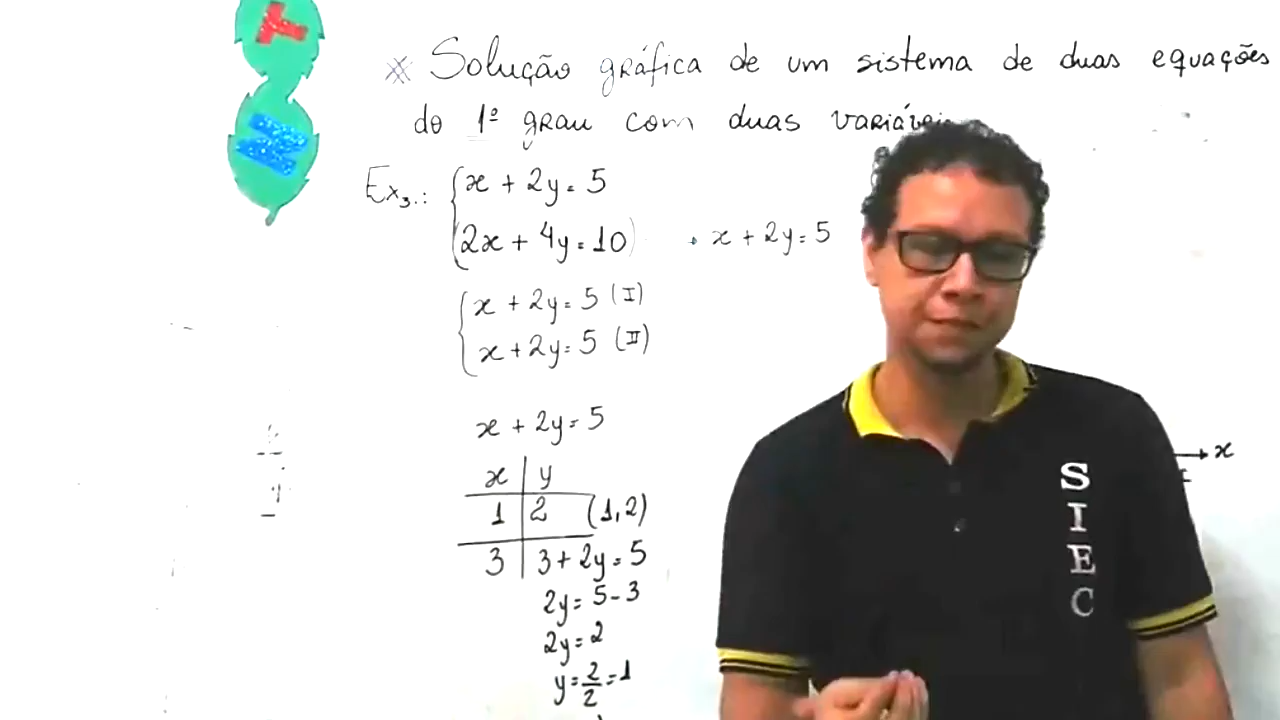 T
N
* Solução gráfica de um sistema de duas equações
do 1º grau com duas variáveis
Ex3.: x + 2y = 5
2x + 4y = 10
x + 2y = 5
x + 2y = 5 (I)
x + 2y = 5 (II)
x + 2y = 5
x y
1 2 (1,2)
3 3 + 2y = 5
2y = 5 - 3
2y = 2
y = 2/2 = 1
x
SIEC